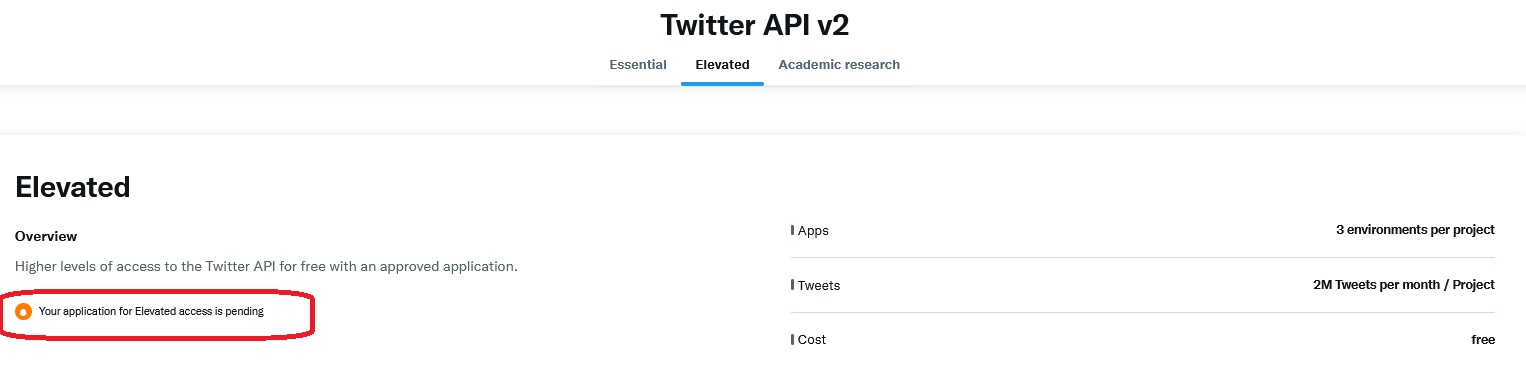 Twitter API v2
Essential Elevated Academic research
Elevated
Overview
Higher levels of access to the Twitter API for free with an approved application.
Your application for Elevated access is pending
Apps 3 environments per project
Tweets 2M Tweets per month / Project
Cost free